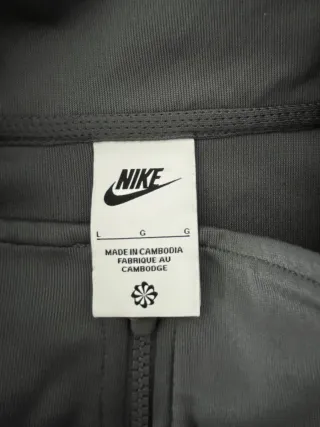 NIKE
L G G
MADE IN CAMBODIA
FABRIQUE AU
CAMBODGE